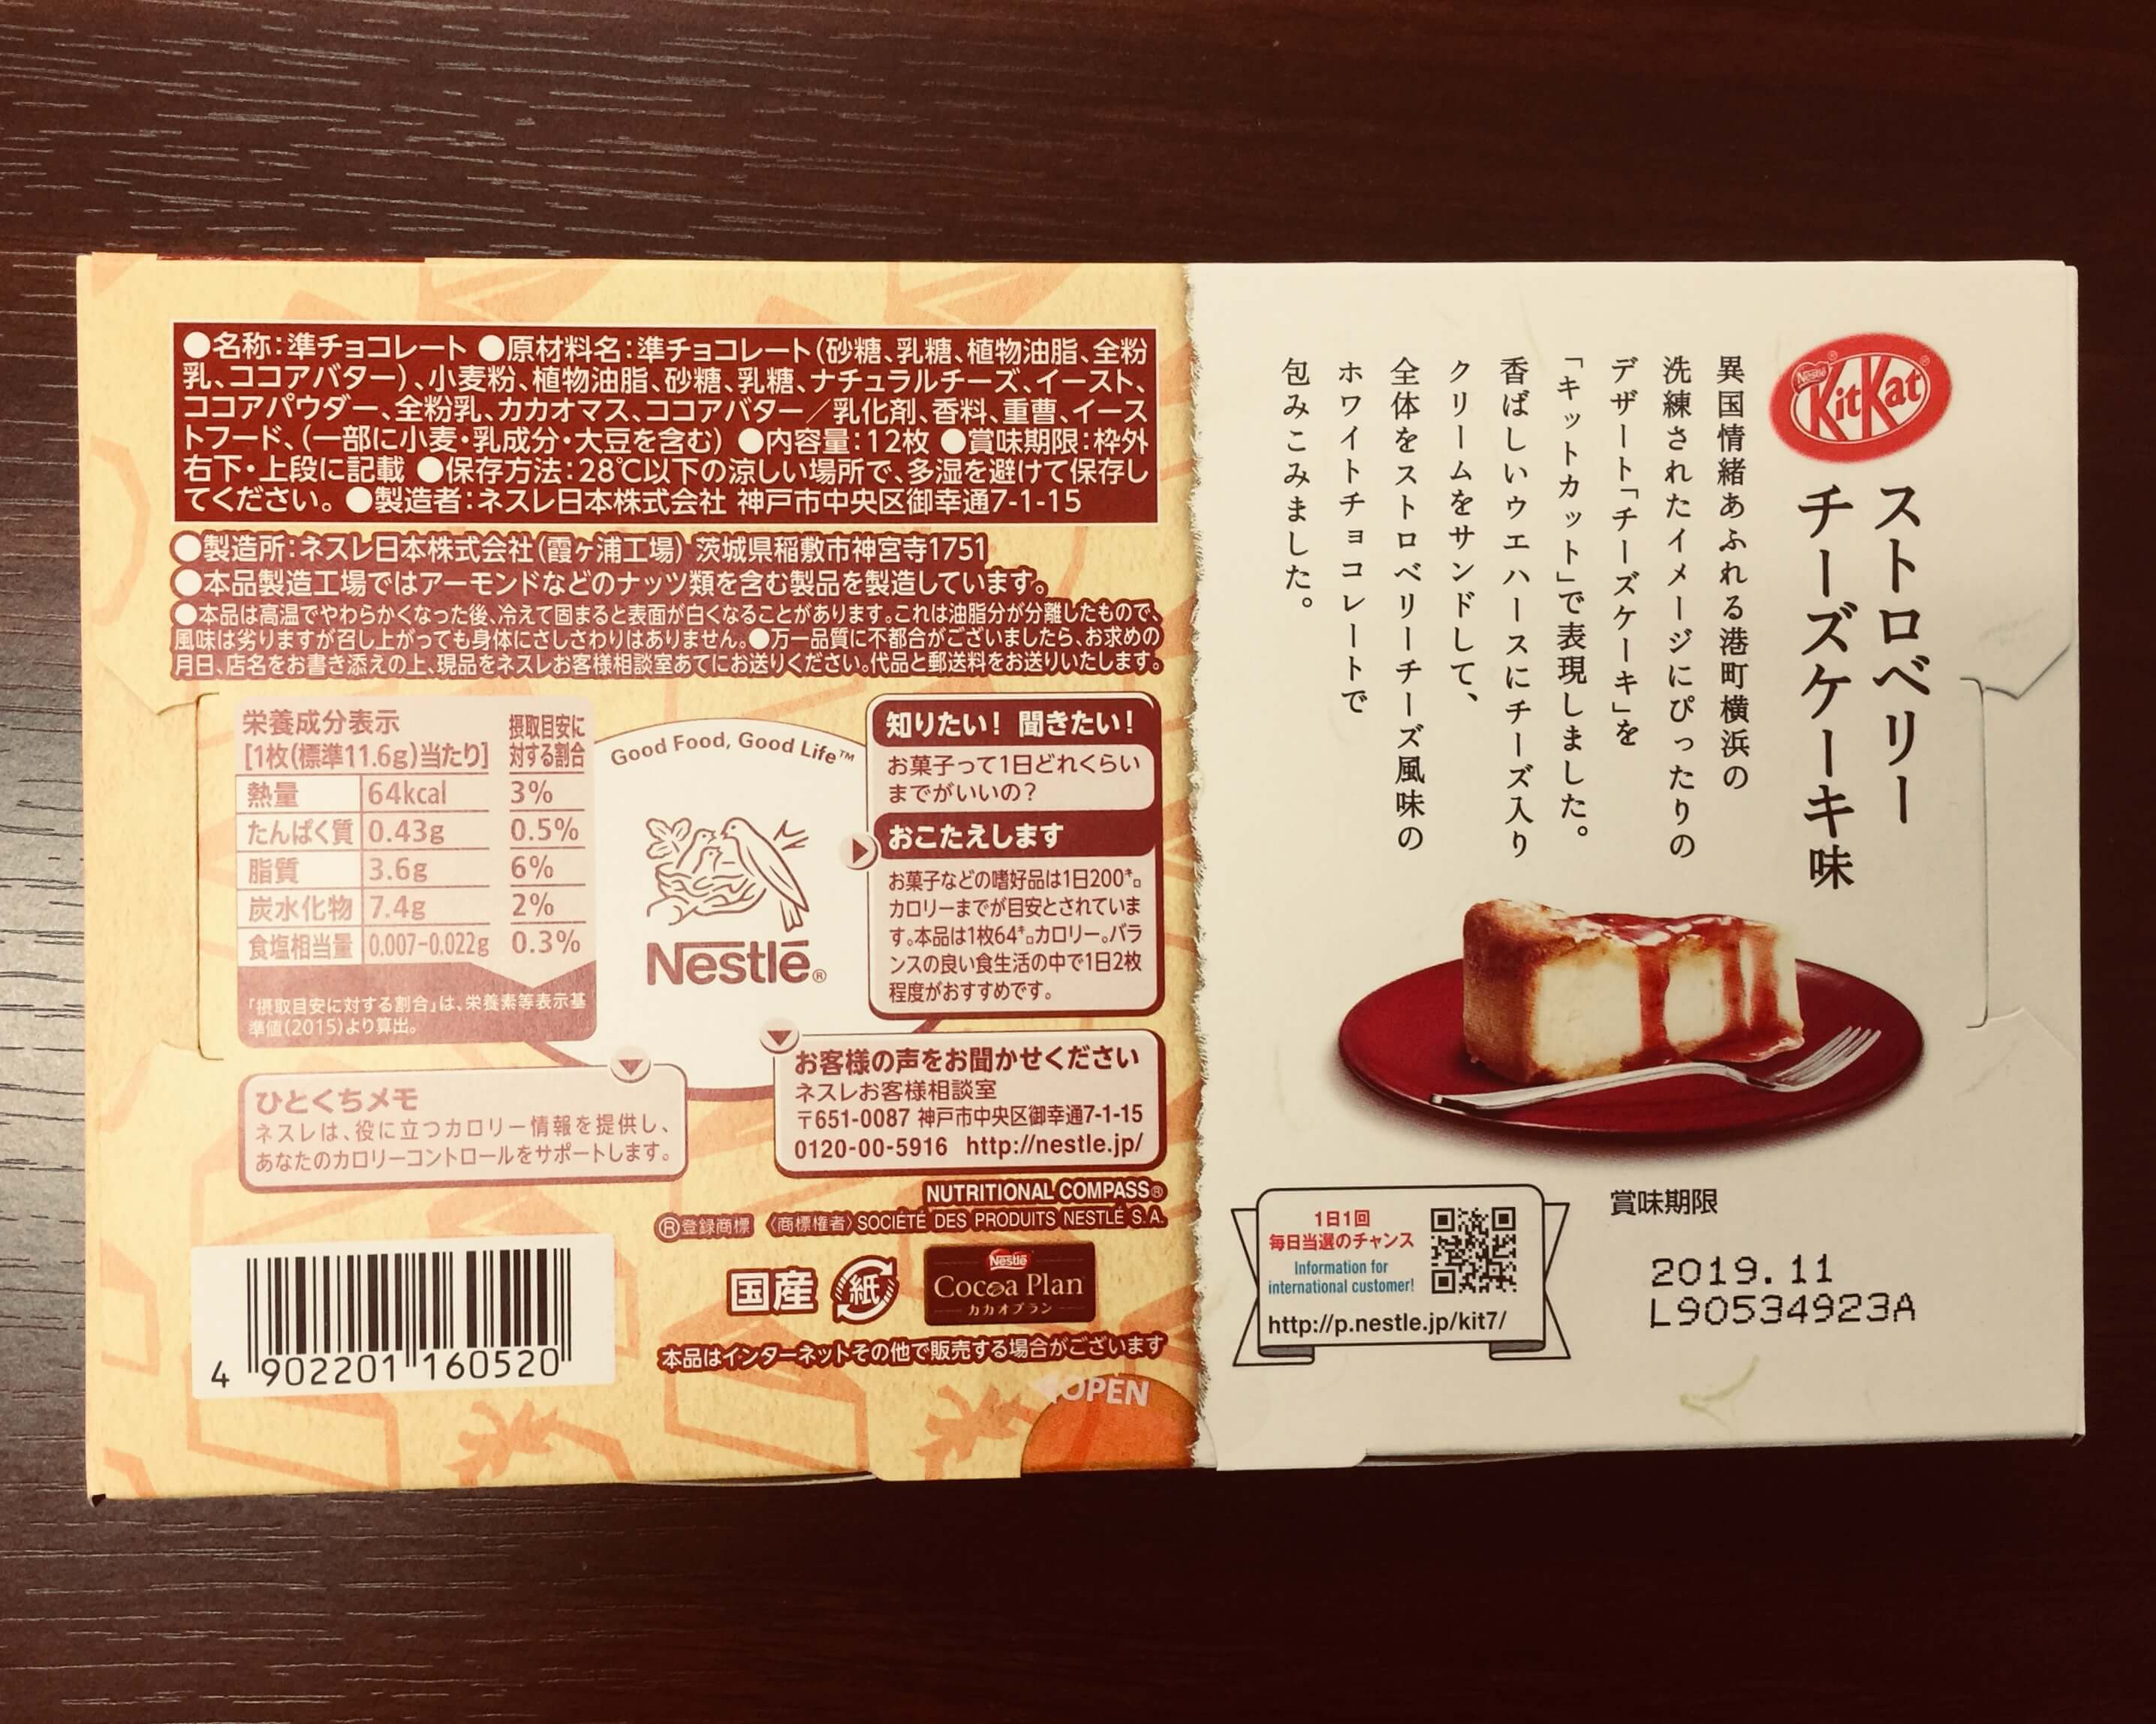 ●名称:準チョコレート ●原材料名:準チョコレート(砂糖、乳糖、植物油脂、全粉
乳、ココアバター)、小麦粉、植物油脂、砂糖、乳糖、ナチュラルチーズ、イースト、
ココアパウダー、全粉乳、カカオマス、ココアバター/乳化剤、香料、重曹、イース
トフード、(一部に小麦・乳成分・大豆を含む) ●内容量:12枚 ●賞味期限:枠外
右下・上段に記載 ●保存方法:28℃以下の涼しい場所で、多湿を避けて保存し
てください。 ●製造者:ネスレ日本株式会社 神戸市中央区御幸通7-1-15
●製造所:ネスレ日本株式会社(霞ヶ浦工場) 茨城県稲敷市神宮寺1751
●本品製造工場ではアーモンドなどのナッツ類を含む製品を製造しています。
●本品は高温でやわらかくなった後、冷えて固まると表面が白くなることがあります。これは油脂分が分離したもので、
風味は劣りますが召し上がっても身体にさしさわりはありません。●万一品質に不都合がございましたら、お求めの
月日、店名をお書き添えの上、現品をネスレお客様相談室あてにお送りください。代品と郵送料をお送りいたします。
栄養成分表示
[1枚(標準11.6g)当たり]
摂取目安に
対する割合
熱量 64kcal 3%
たんぱく質 0.43g 0.5%
脂質 3.6g 6%
炭水化物 7.4g 2%
食塩相当量 0.007-0.022g 0.3%
「摂取目安に対する割合」は、栄養素等表示基
準値(2015)より算出。
Good Food, Good Life™
Nestlé®
知りたい! 聞きたい!
お菓子って1日どれくらい
までがいいの?
おこたえします
お菓子などの嗜好品は1日200㌔
カロリーまでが目安とされていま
す。本品は1枚64㌔カロリー。バラ
ンスの良い食生活の中で1日2枚
程度がおすすめです。
ひとくちメモ
ネスレは、役に立つカロリー情報を提供し、
あなたのカロリーコントロールをサポートします。
お客様の声をお聞かせください
ネスレお客様相談室
〒651-0087 神戸市中央区御幸通7-1-15
0120-00-5916 http://nestle.jp/
NUTRITIONAL COMPASS®
®登録商標 〈商標権者〉SOCIÉTÉ DES PRODUITS NESTLÉ S.A.
国産
紙
Nestlé
Cocoa Plan
カカオプラン
本品はインターネットその他で販売する場合がございます
4 902201 160520
OPEN
Nestlé
KitKat®
ストロベリー
チーズケーキ味
異国情緒あふれる港町横浜の
洗練されたイメージにぴったりの
デザート「チーズケーキ」を
「キットカット」で表現しました。
香ばしいウエハースにチーズ入り
クリームをサンドして、
全体をストロベリーチーズ風味の
ホワイトチョコレートで
包みこみました。
1日1回
毎日当選のチャンス
Information for
international customer!
http://p.nestle.jp/kit7/
賞味期限
2019.11
L90534923A